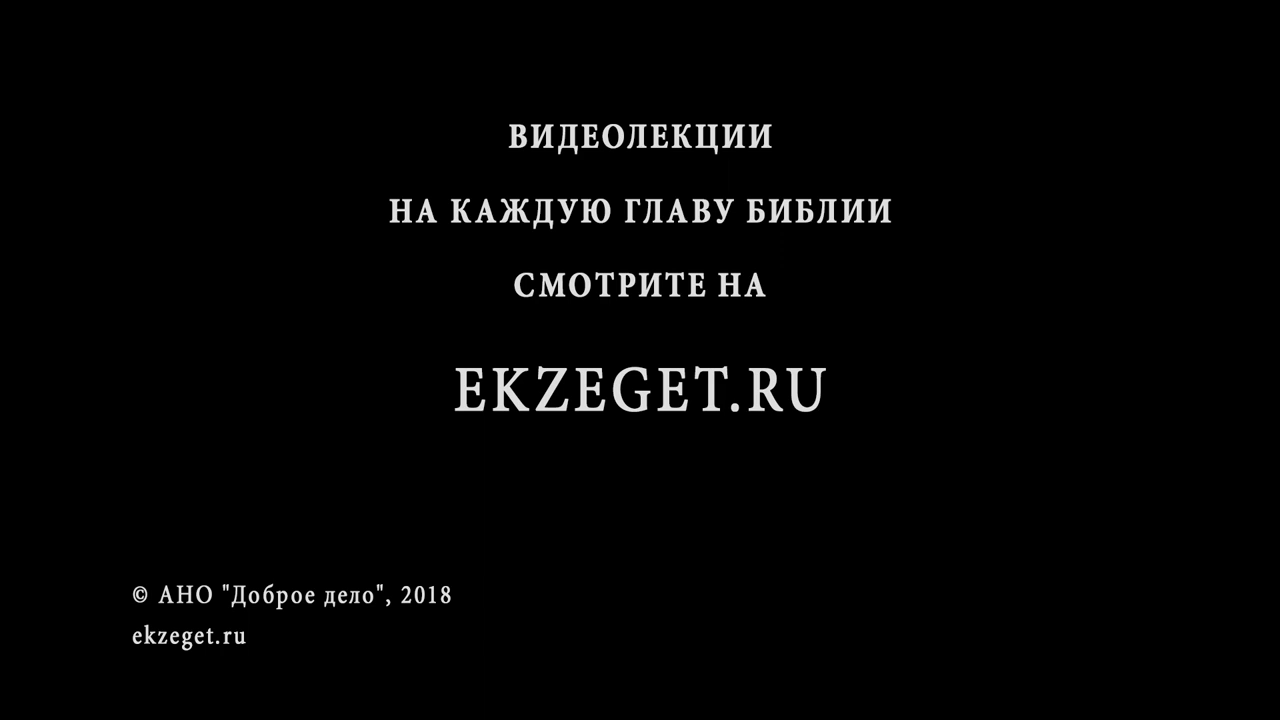 ВИДЕОЛЕКЦИИ
НА КАЖДУЮ ГЛАВУ БИБЛИИ
СМОТРИТЕ НА
EKZEGET.RU
© АНО "Доброе дело", 2018
ekzeget.ru